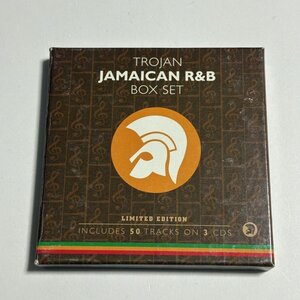 TROJAN
JAMAICAN R&B
BOX SET
LIMITED EDITION
INCLUDES 50 TRACKS ON 3 CDS